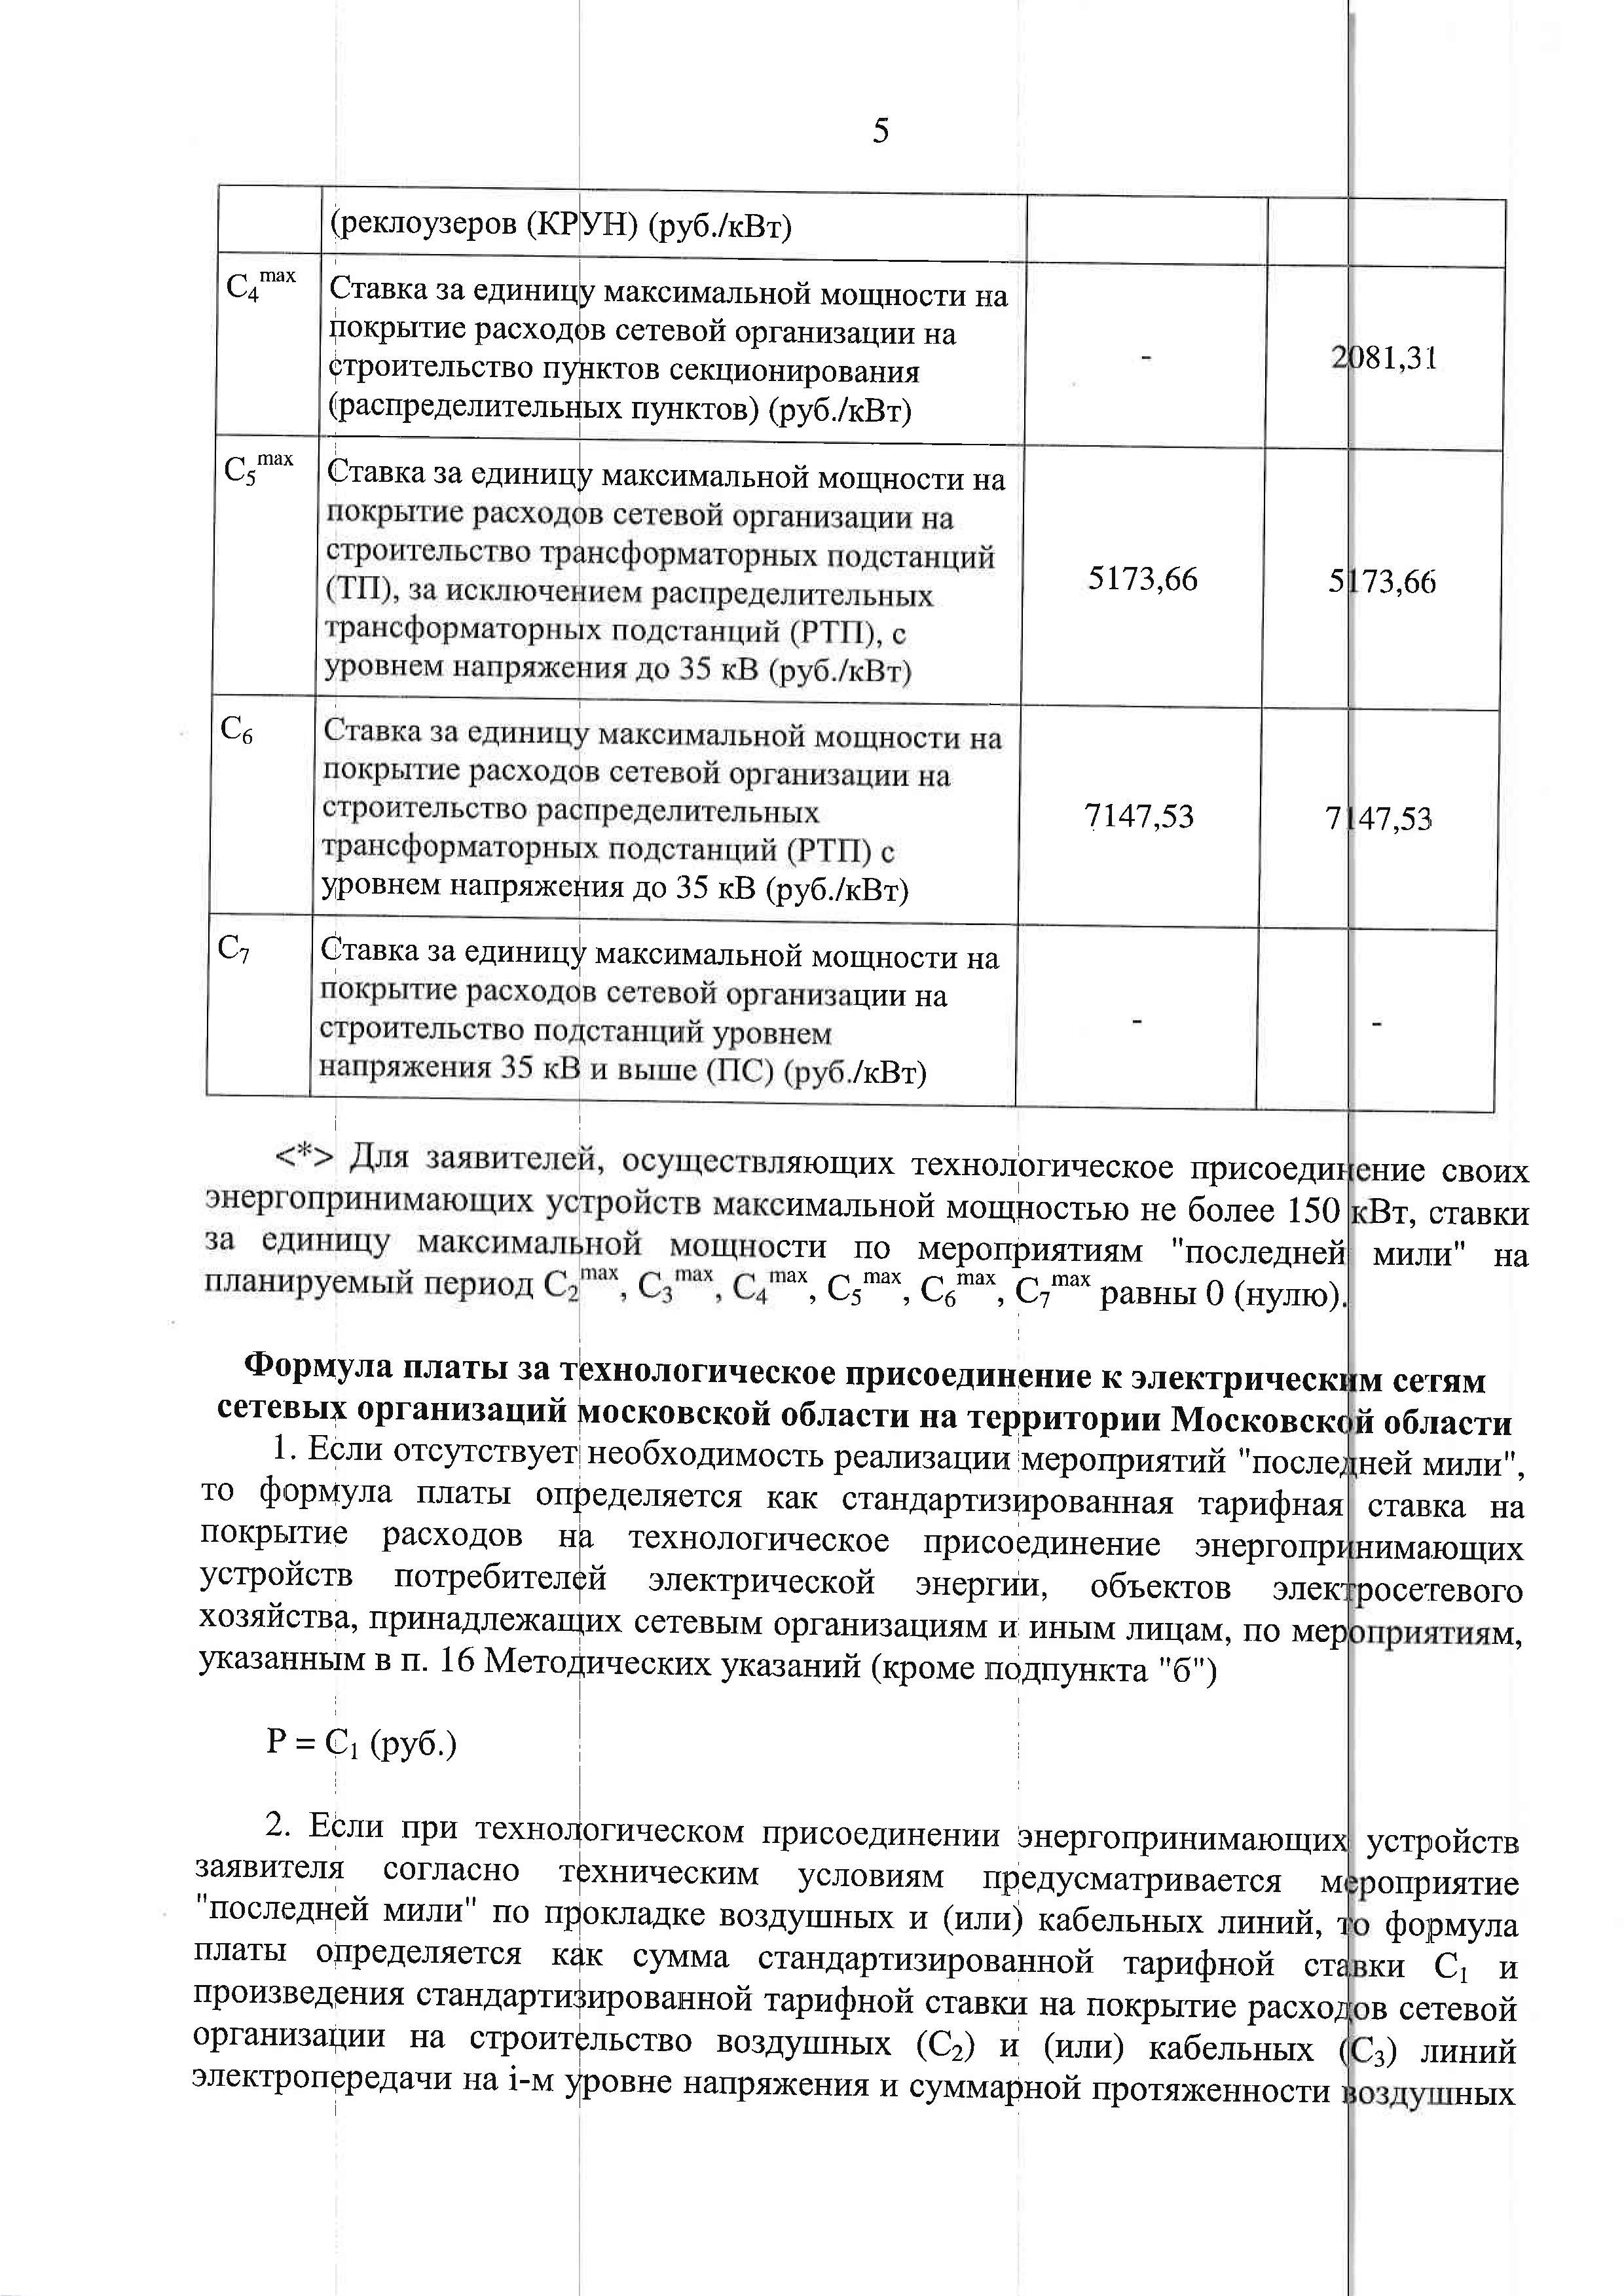 5
(реклоузеров (КРУН) (руб./кВт)
C4max Ставка за единицу максимальной мощности на
покрытие расходов сетевой организации на
строительство пунктов секционирования
(распределительных пунктов) (руб./кВт)
- 2081,31
C5max Ставка за единицу максимальной мощности на
покрытие расходов сетевой организации на
строительство трансформаторных подстанций
(ТП), за исключением распределительных
трансформаторных подстанций (РТП), с
уровнем напряжения до 35 кВ (руб./кВт)
5173,66 5173,66
C6 Ставка за единицу максимальной мощности на
покрытие расходов сетевой организации на
строительство распределительных
трансформаторных подстанций (РТП) с
уровнем напряжения до 35 кВ (руб./кВт)
7147,53 7147,53
C7 Ставка за единицу максимальной мощности на
покрытие расходов сетевой организации на
строительство подстанций уровнем
напряжения 35 кВ и выше (ПС) (руб./кВт)
- -
<*> Для заявителей, осуществляющих технологическое присоединение своих
энергопринимающих устройств максимальной мощностью не более 150 кВт, ставки
за единицу максимальной мощности по мероприятиям "последней мили" на
планируемый период C2max, C3max, C4max, C5max, C6max, C7max равны 0 (нулю).
Формула платы за технологическое присоединение к электрическим сетям
сетевых организаций московской области на территории Московской области
1. Если отсутствует необходимость реализации мероприятий "последней мили",
то формула платы определяется как стандартизированная тарифная ставка на
покрытие расходов на технологическое присоединение энергопринимающих
устройств потребителей электрической энергии, объектов электросетевого
хозяйства, принадлежащих сетевым организациям и иным лицам, по мероприятиям,
указанным в п. 16 Методических указаний (кроме подпункта "б")
P = C1 (руб.)
2. Если при технологическом присоединении энергопринимающих устройств
заявителя согласно техническим условиям предусматривается мероприятие
"последней мили" по прокладке воздушных и (или) кабельных линий, то формула
платы определяется как сумма стандартизированной тарифной ставки C1 и
произведения стандартизированной тарифной ставки на покрытие расходов сетевой
организации на строительство воздушных (C2) и (или) кабельных (C3) линий
электропередачи на i-м уровне напряжения и суммарной протяженности воздушных